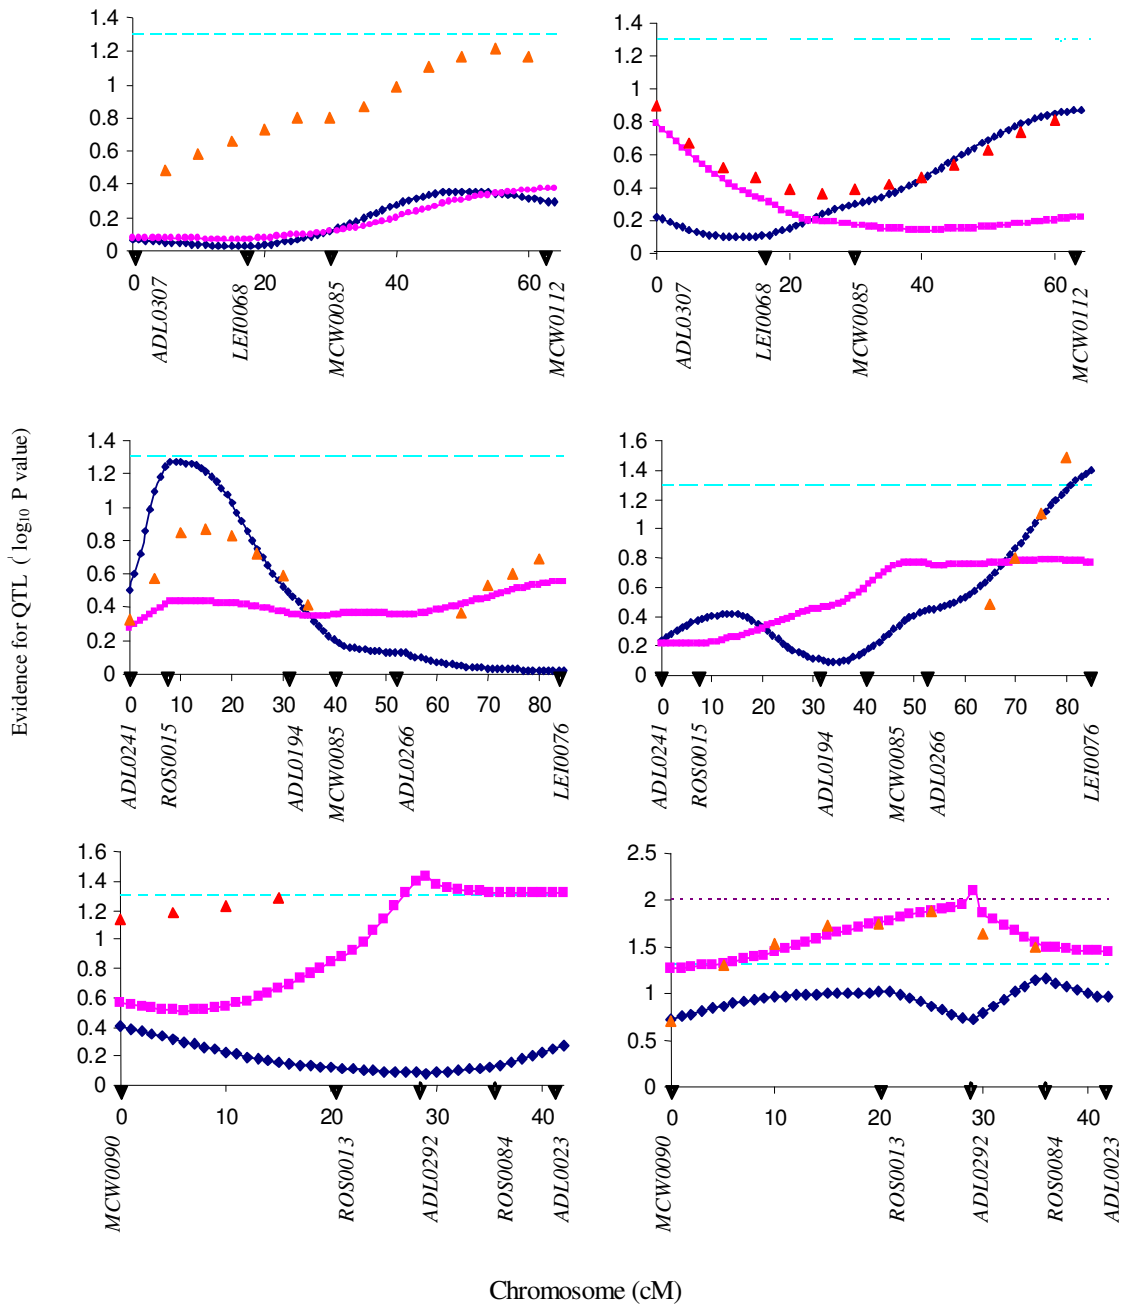 1.4
1.2
1
0.8
0.6
0.4
0.2
0
0 20 40 60
ADL0307
LEI0068
MCW0085
MCW0112
1.4
1.2
1
0.8
0.6
0.4
0.2
0
0 20 40 60
ADL0307
LEI0068
MCW0085
MCW0112
Evidence for QTL ( log10 P value)
1.4
1.2
1
0.8
0.6
0.4
0.2
0
0 10 20 30 40 50 60 70 80
ADL0241
ROS0015
ADL0194
MCW0085
ADL0266
LEI0076
1.6
1.4
1.2
1
0.8
0.6
0.4
0.2
0
0 10 20 30 40 50 60 70 80
ADL0241
ROS0015
ADL0194
MCW0085
ADL0266
LEI0076
1.6
1.4
1.2
1
0.8
0.6
0.4
0.2
0
0 10 20 30 40
MCW0090
ROS0013
ADL0292
ROS0084
ADL0023
2.5
2
1.5
1
0.5
0
0 10 20 30 40
MCW0090
ROS0013
ADL0292
ROS0084
ADL0023
Chromosome (cM)